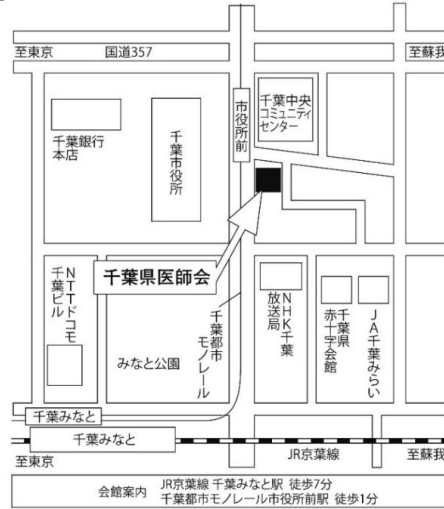 至東京
国道357
至蘇我
市役所前
千葉中央
コミュニティ
センター
千葉銀行
本店
千葉市役所
千葉県医師会
NTTドコモ
千葉ビル
みなと公園
千葉都市
モノレール
NHK千葉
放送局
千葉県
赤十字会館
JA千葉みらい
千葉みなと
千葉みなと
至東京
JR京葉線
至蘇我
会館案内
JR京葉線 千葉みなと駅 徒歩7分
千葉都市モノレール市役所前駅 徒歩1分